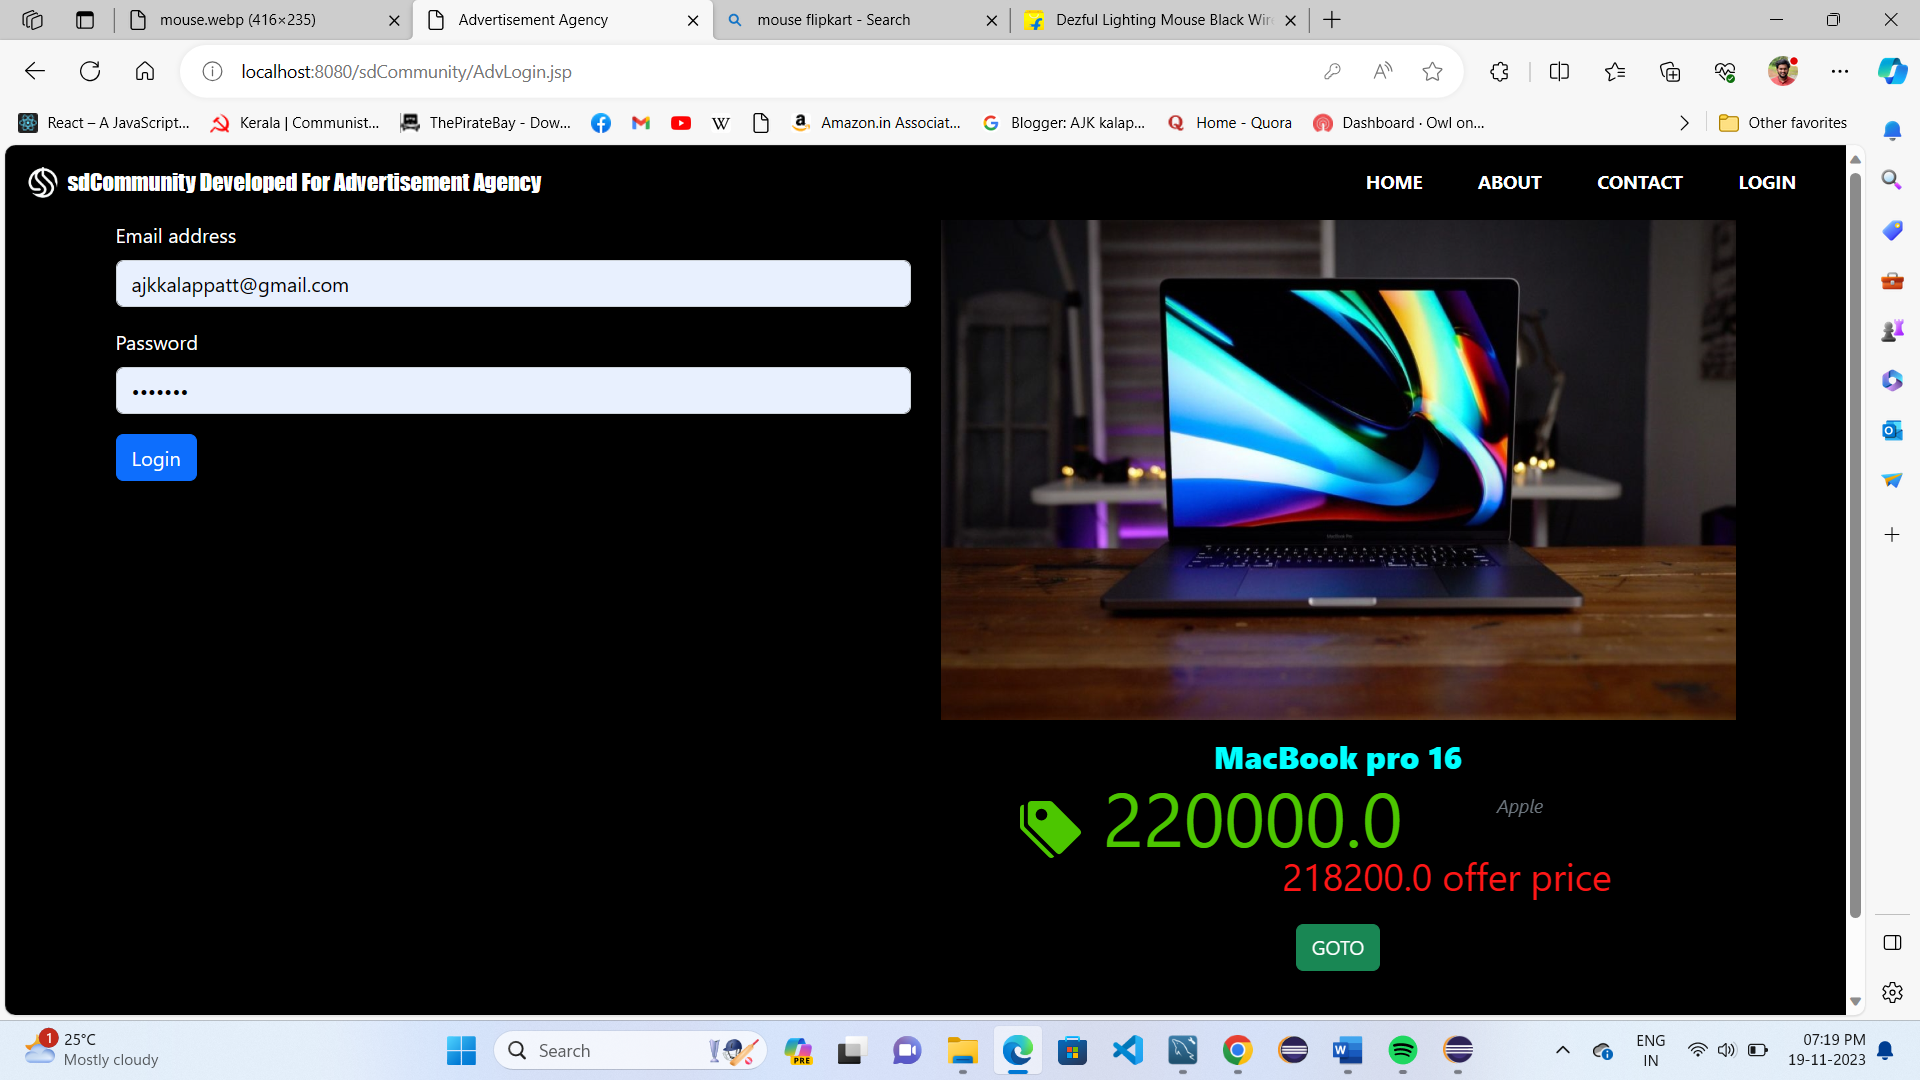 mouse.webp (416×235)
Advertisement Agency
mouse flipkart - Search
Dezful Lighting Mouse Black Wir
localhost:8080/sdCommunity/AdvLogin.jsp
React – A JavaScript...
Kerala | Communist...
ThePirateBay - Dow...
W
Amazon.in Associat...
Blogger: AJK kalap...
Home - Quora
Dashboard · Owl on...
Other favorites
sdCommunity Developed For Advertisement Agency
HOME
ABOUT
CONTACT
LOGIN
Email address
ajkkalappatt@gmail.com
Password
•••••••
Login
MacBook pro 16
220000.0
Apple
218200.0 offer price
GOTO
1
25°C
Mostly cloudy
Search
PRE
ENG
IN
07:19 PM
19-11-2023